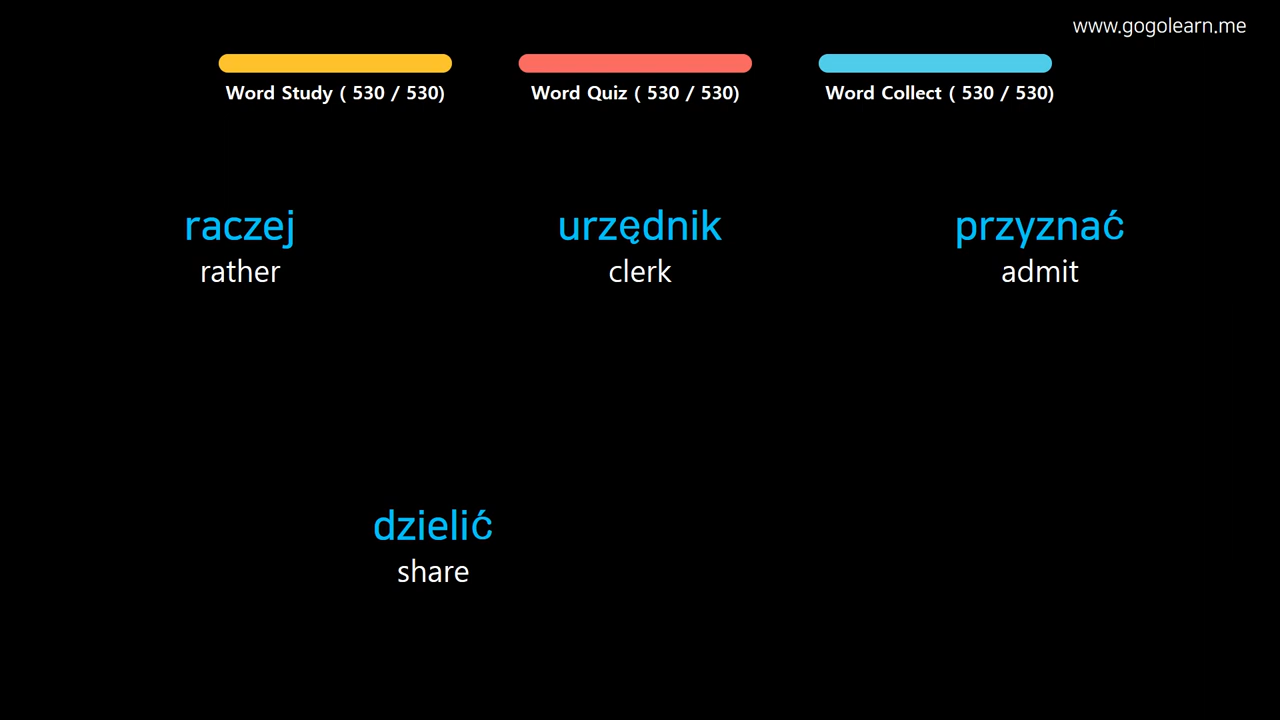 www.gogolearn.me
Word Study ( 530 / 530)
Word Quiz ( 530 / 530)
Word Collect ( 530 / 530)
raczej
rather
urzędnik
clerk
przyznać
admit
dzielić
share